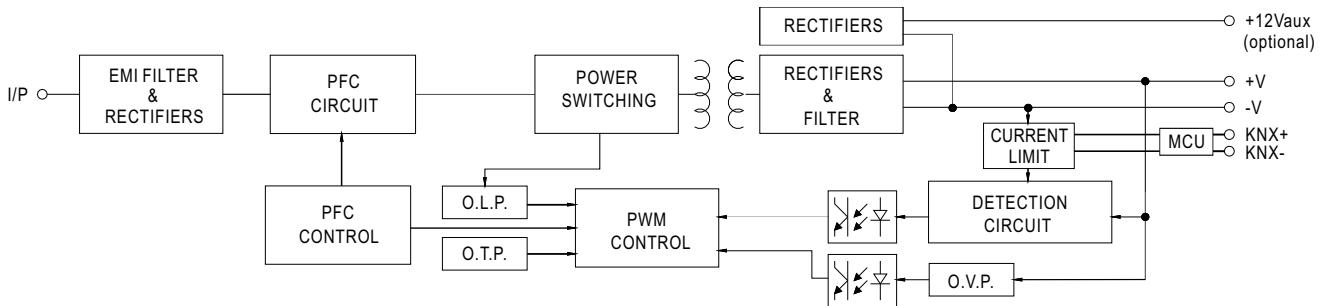 RECTIFIERS
+12Vaux
(optional)
I/P
EMI FILTER
&
RECTIFIERS
PFC
CIRCUIT
POWER
SWITCHING
RECTIFIERS
&
FILTER
+V
-V
CURRENT
LIMIT
MCU
KNX+
KNX-
PFC
CONTROL
O.L.P.
O.T.P.
PWM
CONTROL
DETECTION
CIRCUIT
O.V.P.